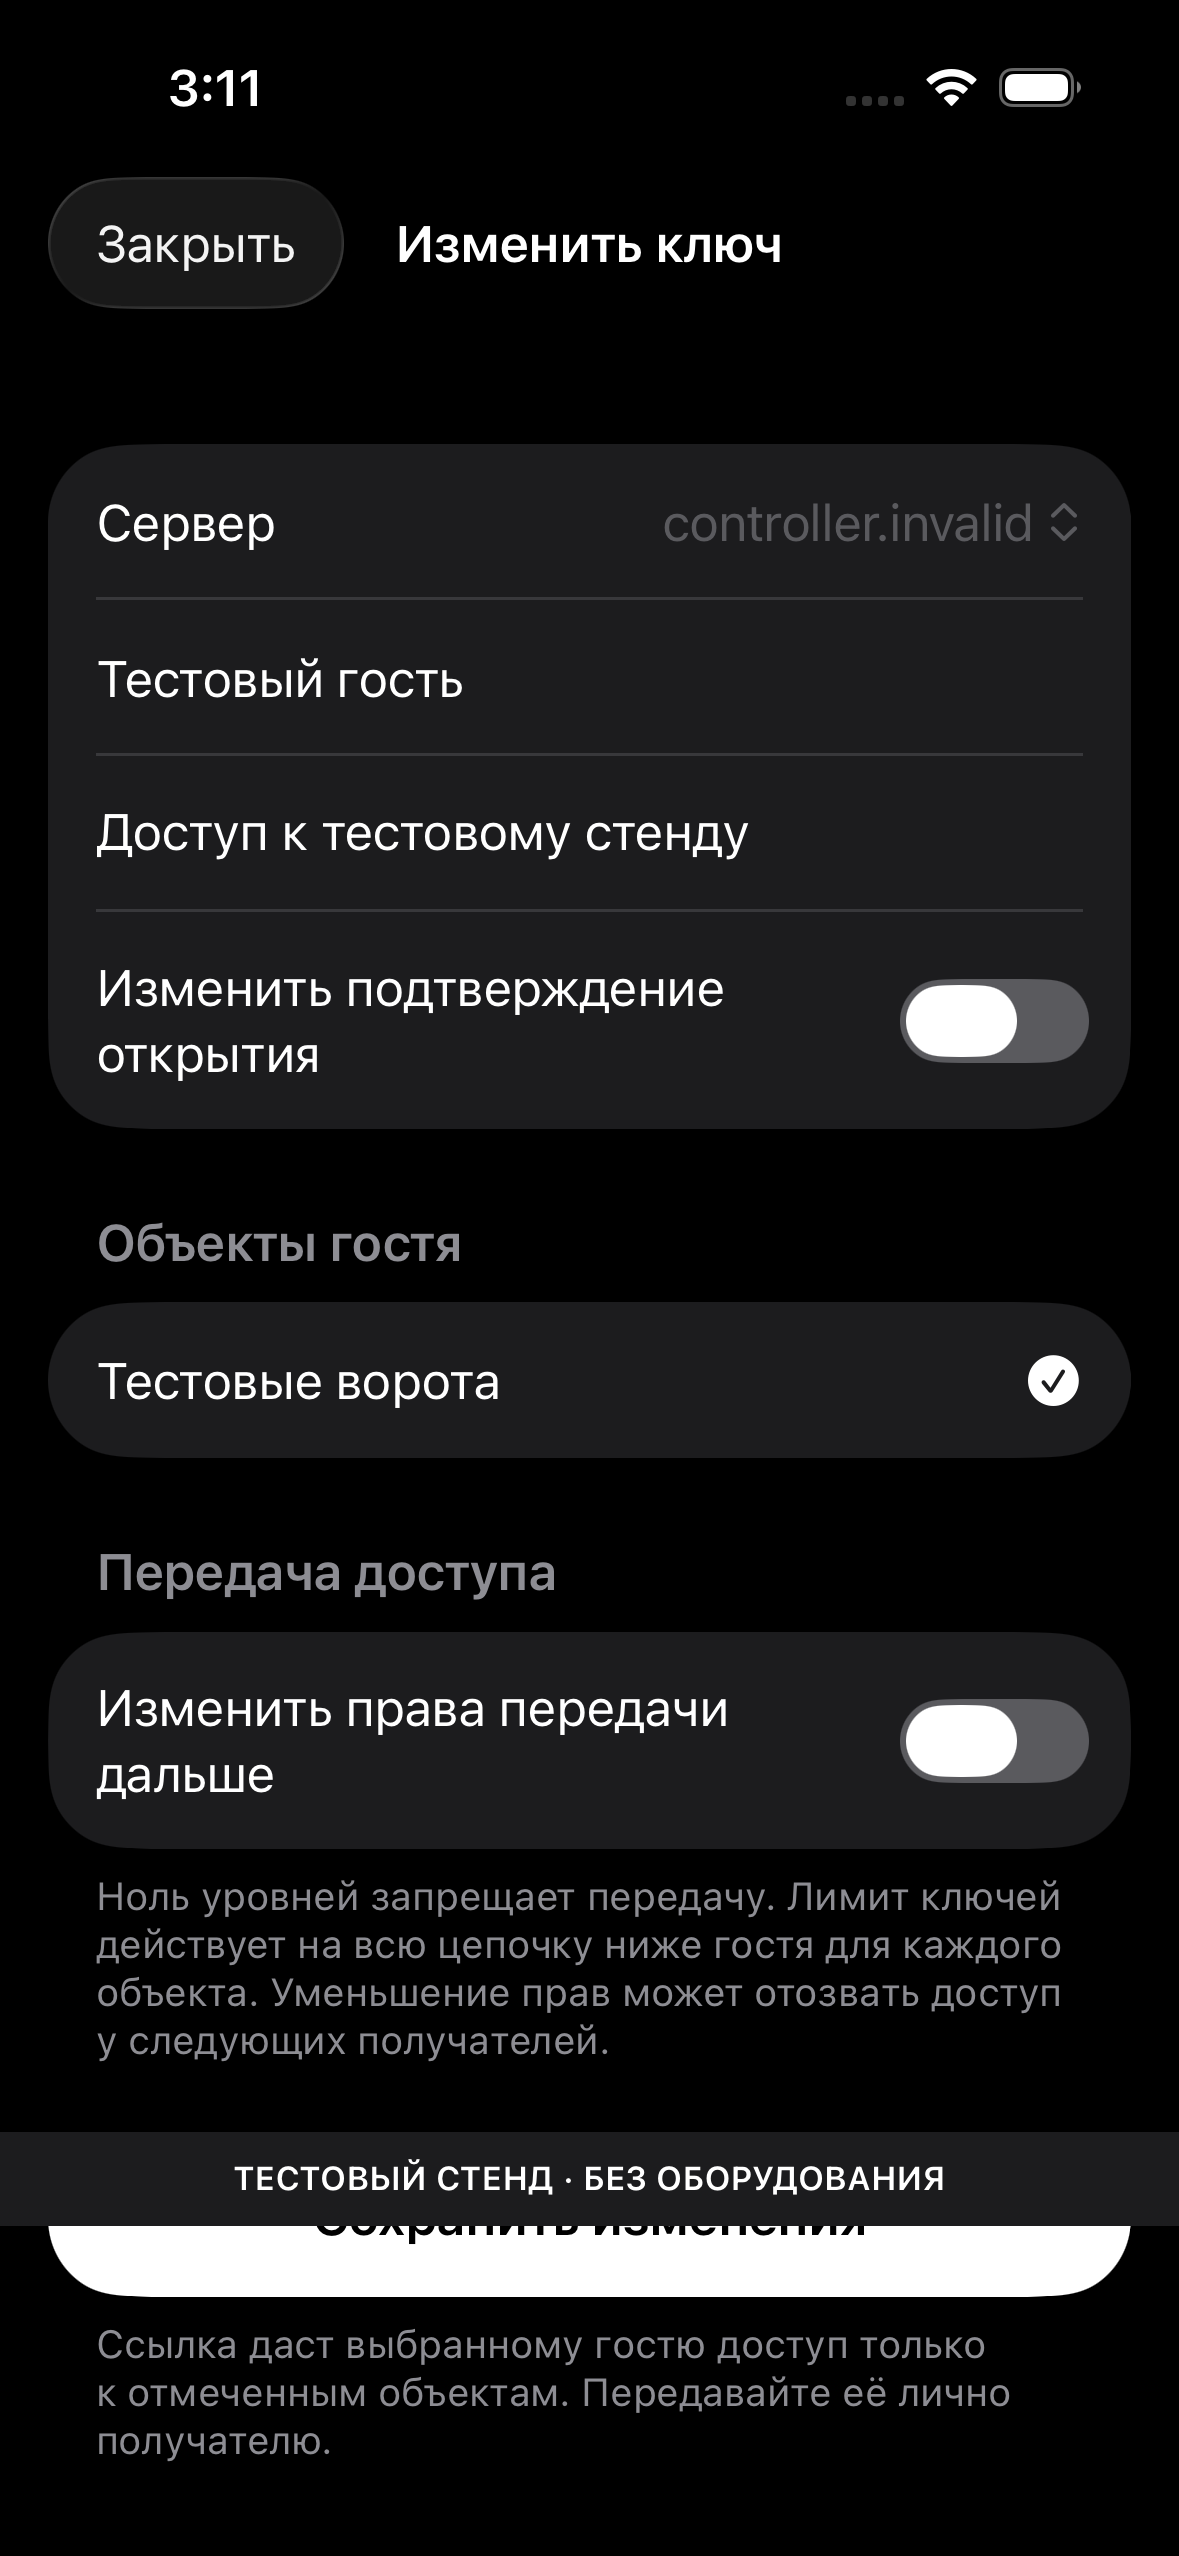 3:11
Закрыть
Изменить ключ
Сервер
controller.invalid
Тестовый гость
Доступ к тестовому стенду
Изменить подтверждение
открытия
Объекты гостя
Тестовые ворота
Передача доступа
Изменить права передачи
дальше
Ноль уровней запрещает передачу. Лимит ключей
действует на всю цепочку ниже гостя для каждого
объекта. Уменьшение прав может отозвать доступ
у следующих получателей.
ТЕСТОВЫЙ СТЕНД · БЕЗ ОБОРУДОВАНИЯ
Сохранить изменения
Ссылка даст выбранному гостю доступ только
к отмеченным объектам. Передавайте её лично
получателю.